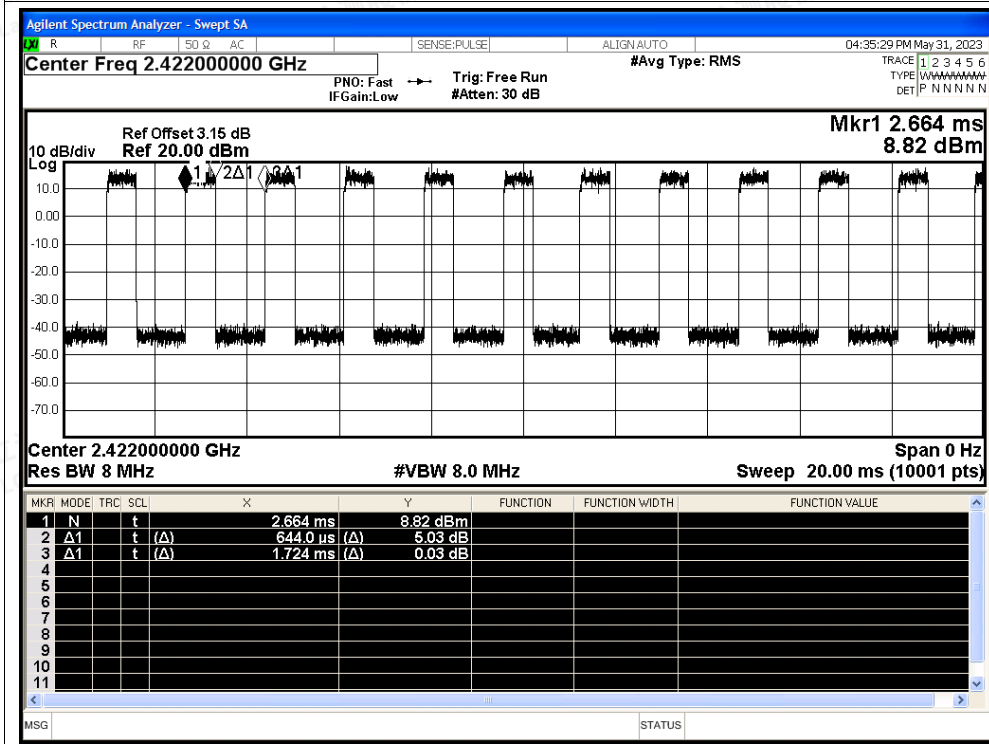 Agilent Spectrum Analyzer - Swept SA
LXI R RF 50 Ω AC SENSE:PULSE ALIGN AUTO 04:35:29 PM May 31, 2023
Center Freq 2.422000000 GHz #Avg Type: RMS TRACE 1 2 3 4 5 6
PNO: Fast Trig: Free Run TYPE WWWWWW
IFGain:Low #Atten: 30 dB DET P N N N N N
Mkr1 2.664 ms
8.82 dBm
Ref Offset 3.15 dB
10 dB/div Ref 20.00 dBm
Log
1 2Δ1 3Δ1
10.0
0.00
-10.0
-20.0
-30.0
-40.0
-50.0
-60.0
-70.0
Center 2.422000000 GHz Span 0 Hz
Res BW 8 MHz #VBW 8.0 MHz Sweep 20.00 ms (10001 pts)
MKR MODE TRC SCL X Y FUNCTION FUNCTION WIDTH FUNCTION VALUE
1 N t 2.664 ms 8.82 dBm
2 Δ1 t (Δ) 644.0 µs (Δ) 5.03 dB
3 Δ1 t (Δ) 1.724 ms (Δ) 0.03 dB
4
5
6
7
8
9
10
11
MSG STATUS